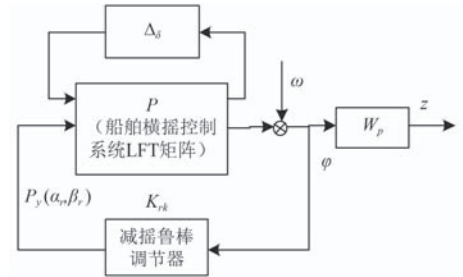 Δδ
P
（船舶横摇控制
系统LFT矩阵）
ω
z
Wp
φ
Py(αr,βr)
Krk
减摇鲁棒
调节器